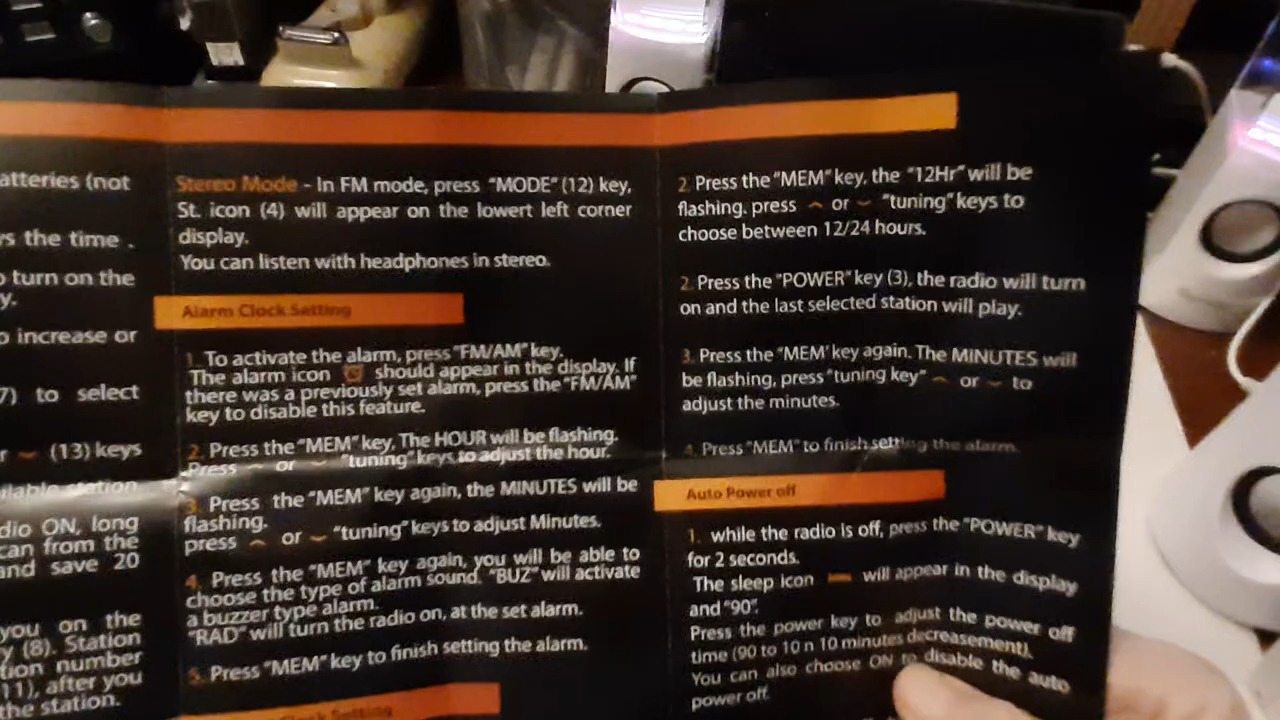 atteries (not
s the time .
o turn on the
y.
o increase or
7) to select
r (13) keys
ilable station
dio ON, long
can from the
and save 20
you on the
y (8). Station
tion number
11), after you
the station.
Stereo Mode - In FM mode, press "MODE" (12) key,
St. icon (4) will appear on the lowert left corner
display.
You can listen with headphones in stereo.
Alarm Clock Setting
1. To activate the alarm, press "FM/AM" key.
The alarm icon should appear in the display. If
there was a previously set alarm, press the "FM/AM"
key to disable this feature.
2. Press the "MEM" key, The HOUR will be flashing.
Press or "tuning" keys to adjust the hour.
3. Press the "MEM" key again, the MINUTES will be
flashing.
press or "tuning" keys to adjust Minutes.
4. Press the "MEM" key again, you will be able to
choose the type of alarm sound. "BUZ" will activate
a buzzer type alarm.
"RAD" will turn the radio on, at the set alarm.
5. Press "MEM" key to finish setting the alarm.
Clock Setting
2. Press the "MEM" key, the "12Hr" will be
flashing. press or "tuning" keys to
choose between 12/24 hours.
2. Press the "POWER" key (3), the radio will turn
on and the last selected station will play.
3. Press the "MEM' key again. The MINUTES will
be flashing, press "tuning key" or to
adjust the minutes.
4. Press "MEM" to finish setting the alarm.
Auto Power off
1. while the radio is off, press the "POWER" key
for 2 seconds.
The sleep icon will appear in the display
and "90".
Press the power key to adjust the power off
time (90 to 10 n 10 minutes decreasement).
You can also choose ON to disable the auto
power off.